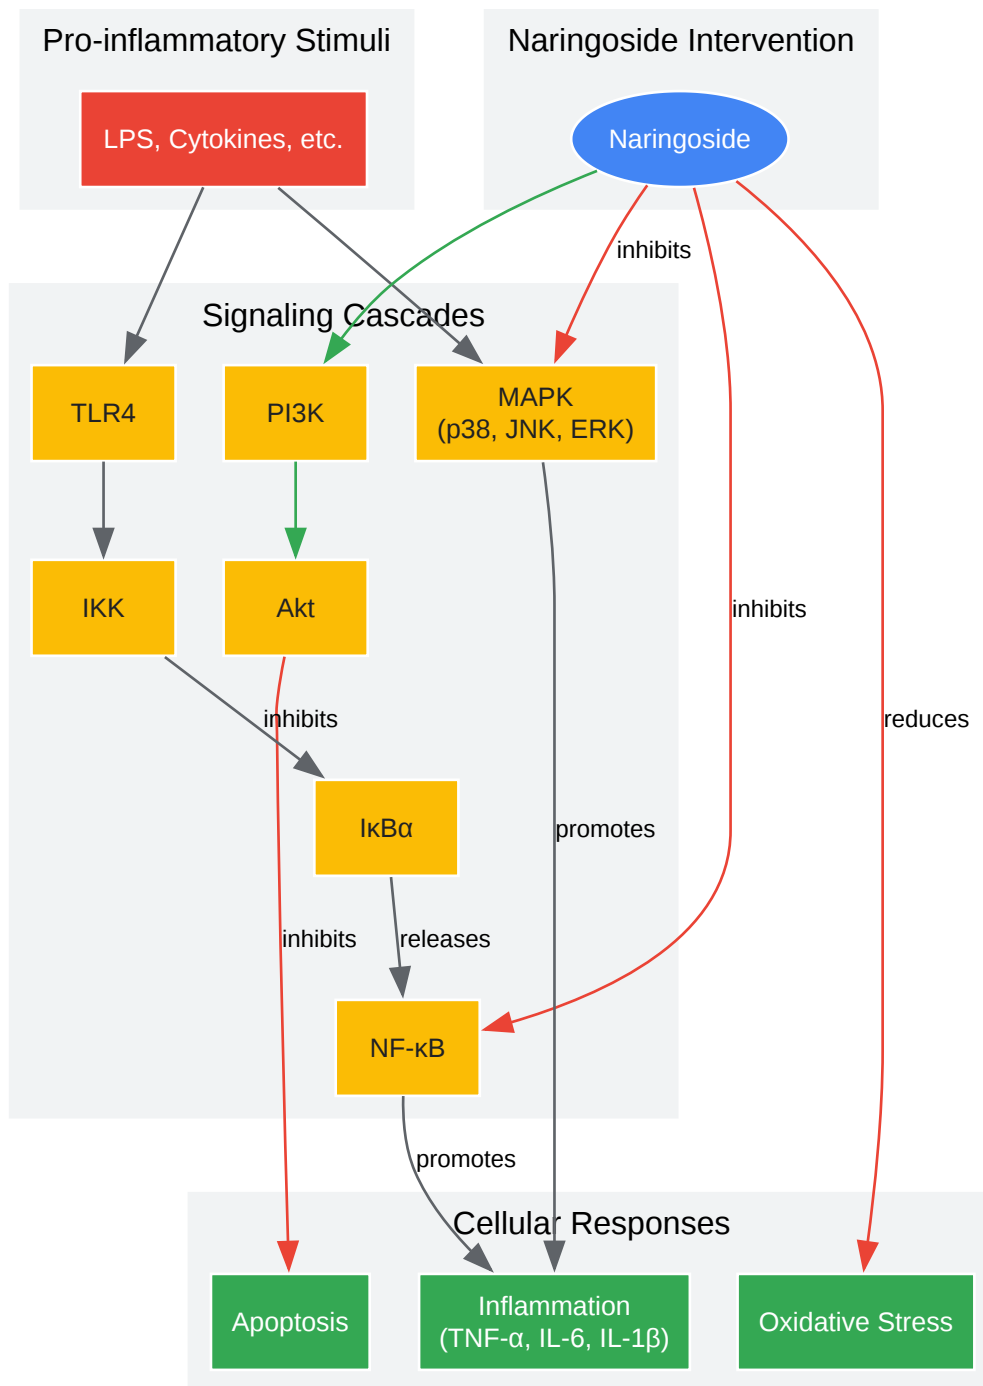 Pro-inflammatory Stimuli
Naringoside Intervention
LPS, Cytokines, etc.
Naringoside
inhibits
Signaling Cascades
TLR4
PI3K
MAPK
(p38, JNK, ERK)
IKK
Akt
inhibits
inhibits
reduces
IκBα
promotes
inhibits
releases
NF-κB
promotes
Cellular Responses
Apoptosis
Inflammation
(TNF-α, IL-6, IL-1β)
Oxidative Stress